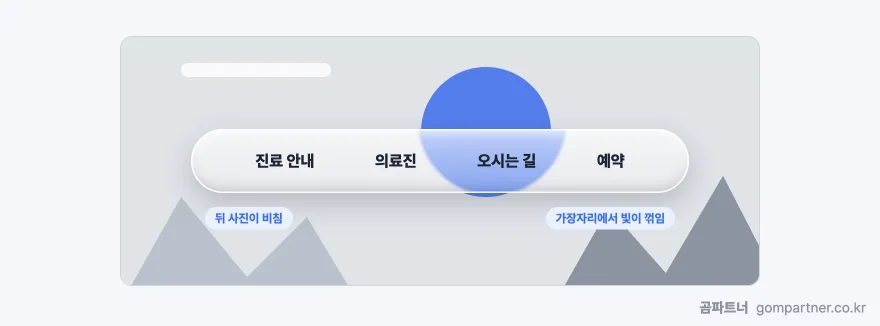 진료 안내 의료진 오시는 길 예약
뒤 사진이 비침 가장자리에서 빛이 꺾임
곰파트너 gompartner.co.kr